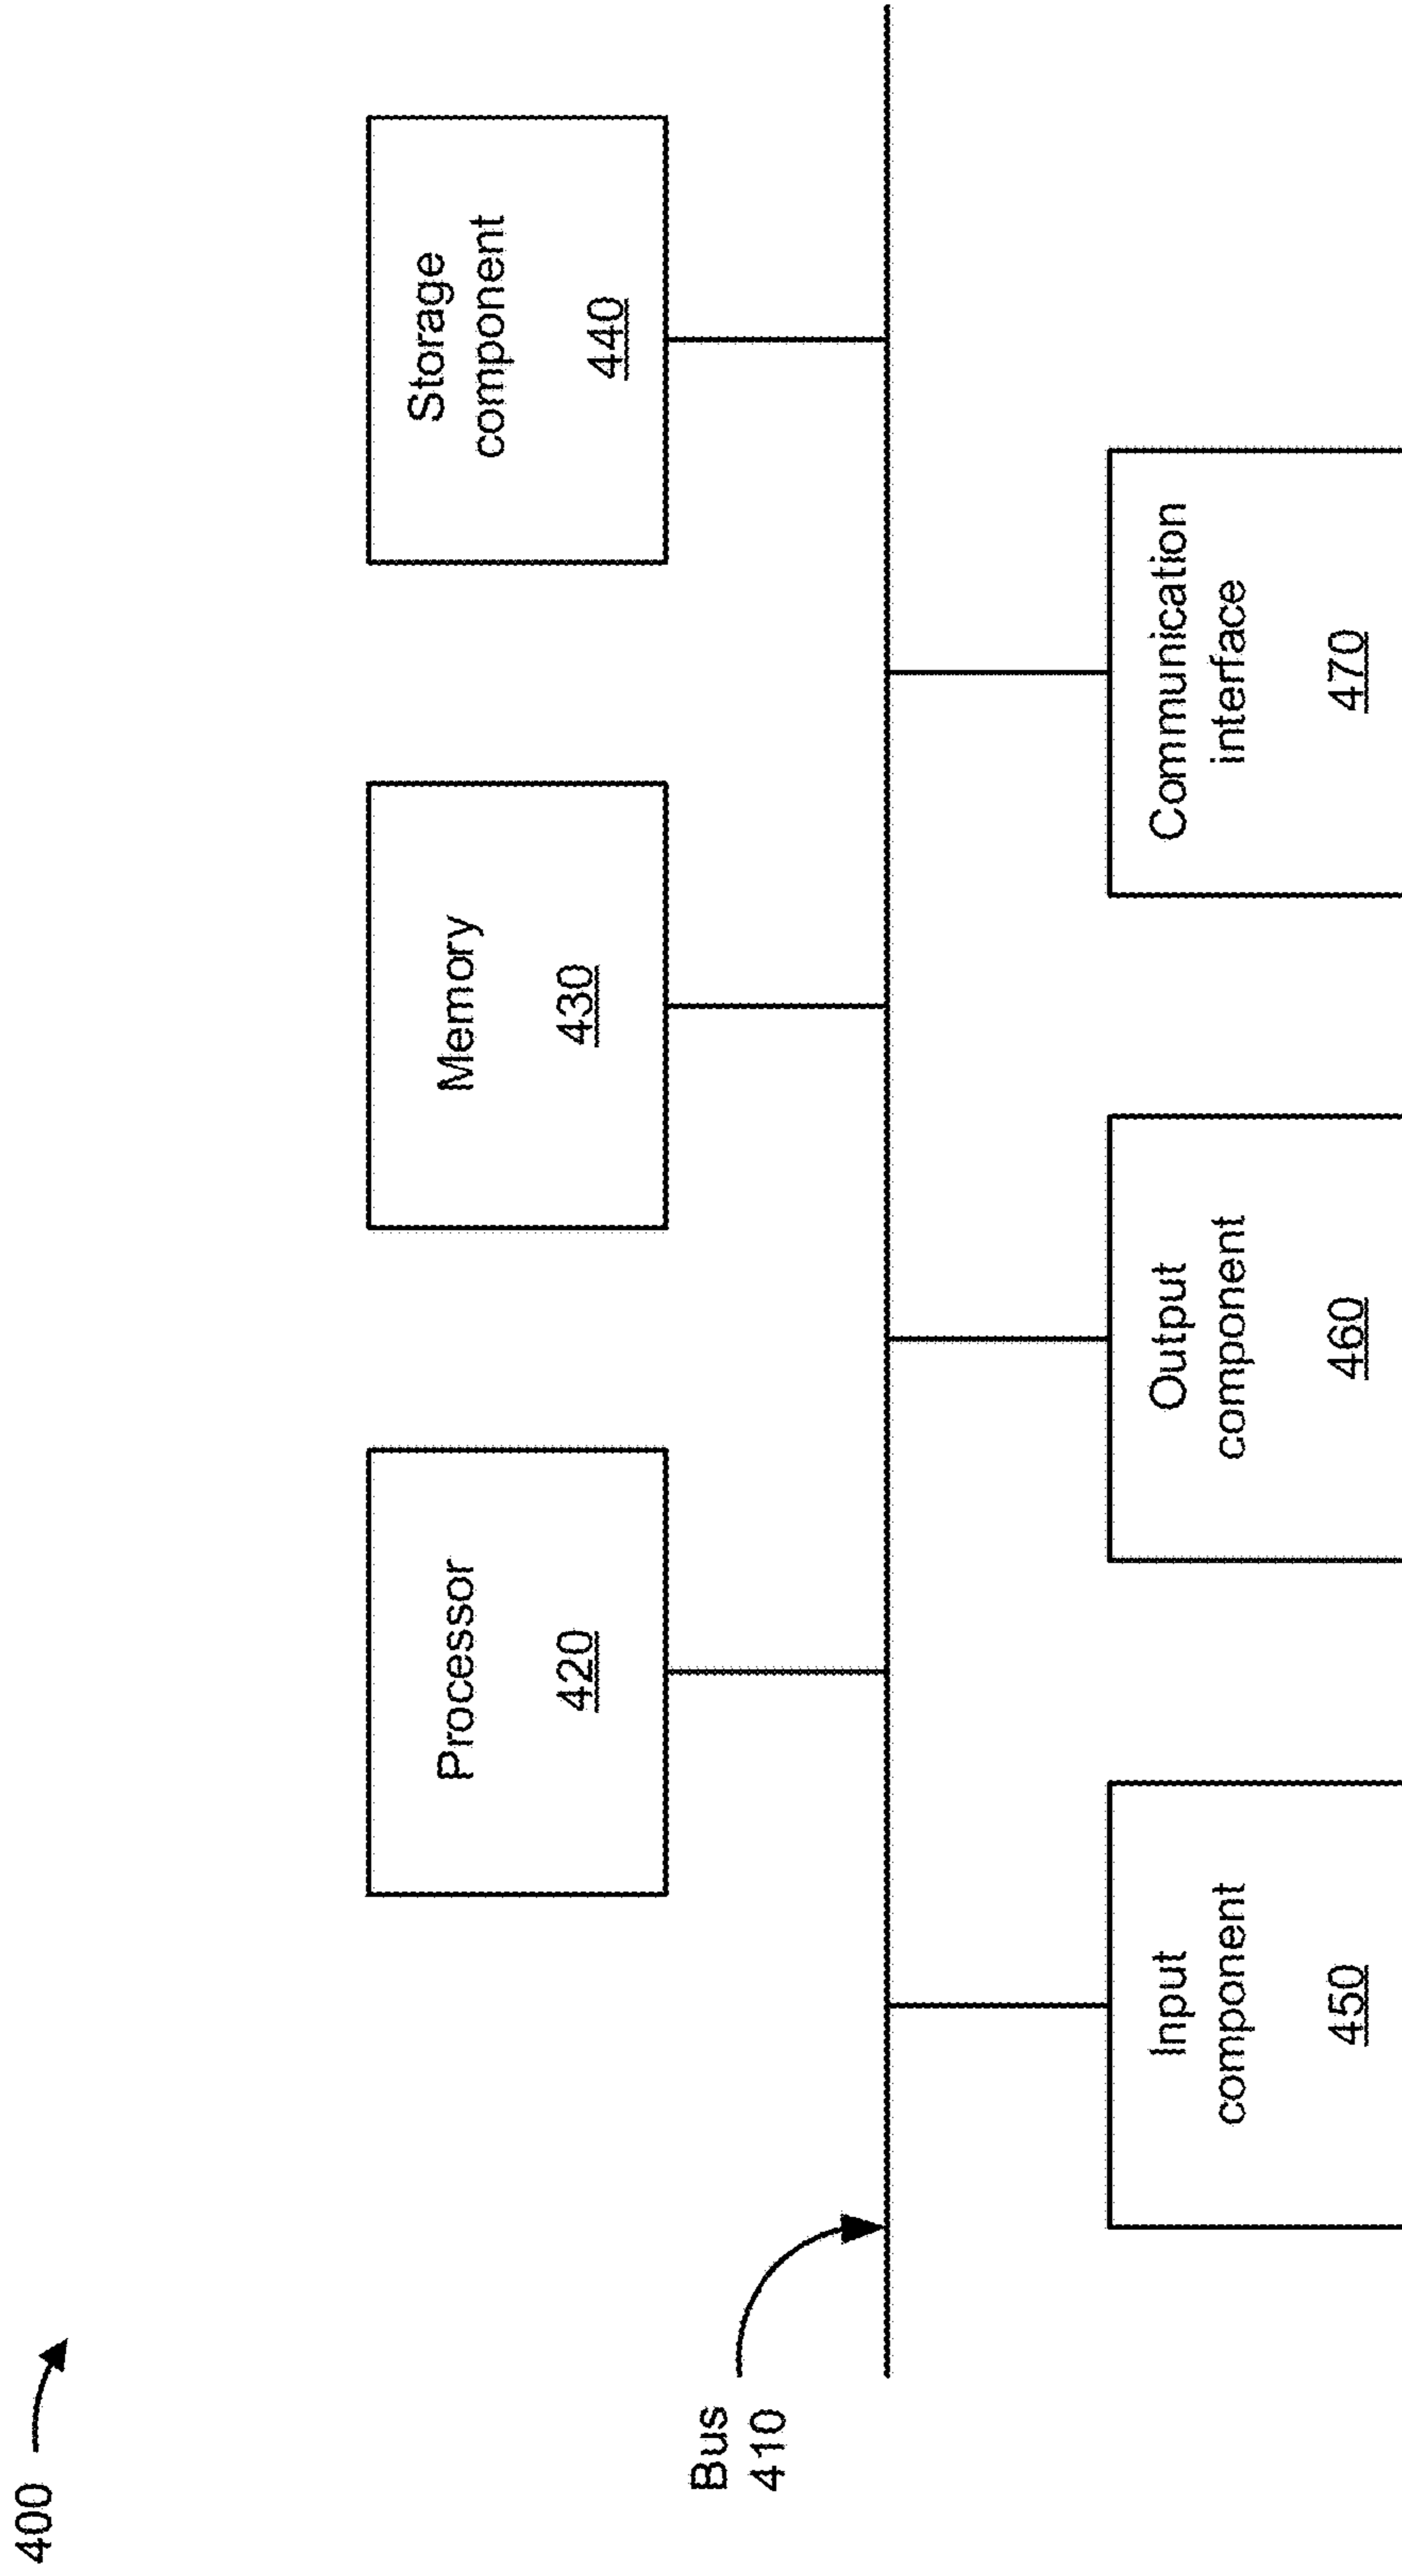 400
Processor
420
Memory
430
Storage
component
440
Bus
410
Input
component
450
Output
component
460
Communication
interface
470